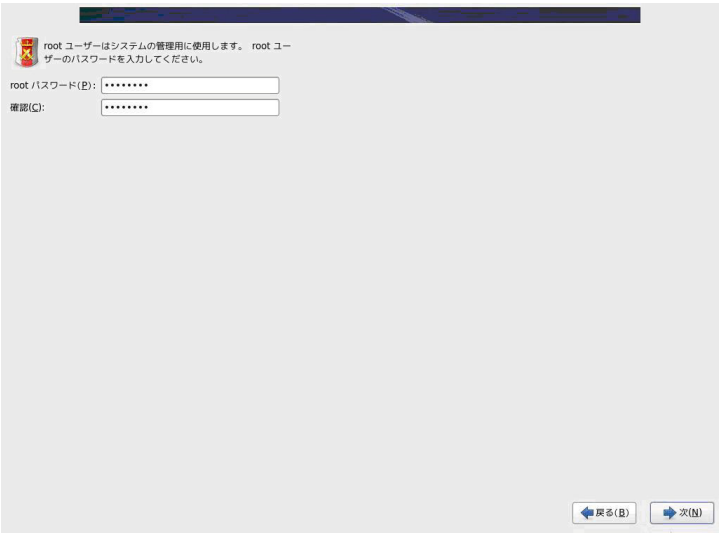 root ユーザーはシステムの管理用に使用します。 root ユー
ザーのパスワードを入力してください。
root パスワード(P): ••••••••
確認(C): ••••••••
戻る(B) 次(N)